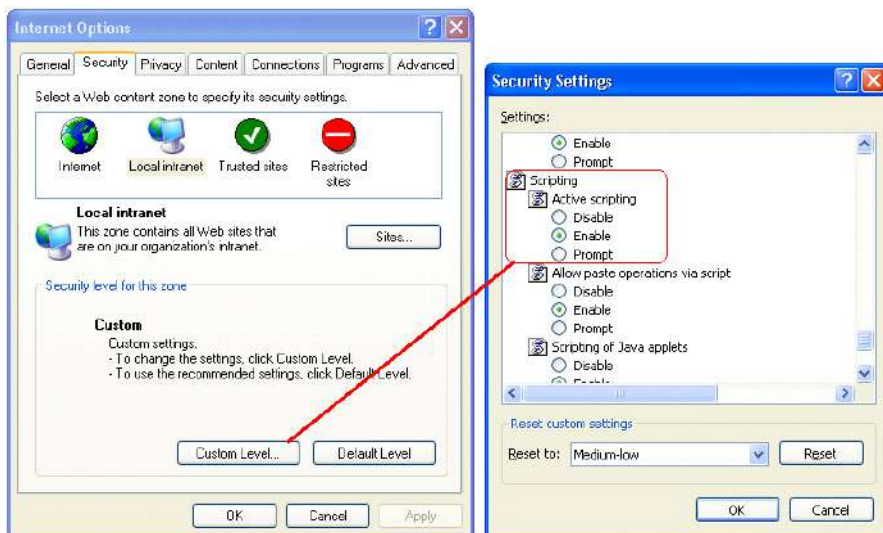 Internet Options
General Security Privacy Content Connections Programs Advanced
Select a Web content zone to specify its security settings.
Internet Local intranet Trusted sites Restricted sites
Local intranet
This zone contains all Web sites that
are on your organization's intranet.
Sites...
Security level for this zone
Custom
Custom settings.
- To change the settings, click Custom Level.
- To use the recommended settings, click Default Level.
Custom Level... Default Level
OK Cancel Apply
Security Settings
Settings:
Enable
Prompt
Scripting
Active scripting
Disable
Enable
Prompt
Allow paste operations via script
Disable
Enable
Prompt
Scripting of Java applets
Disable
Enable
Reset custom settings
Reset to: Medium-low Reset
OK Cancel